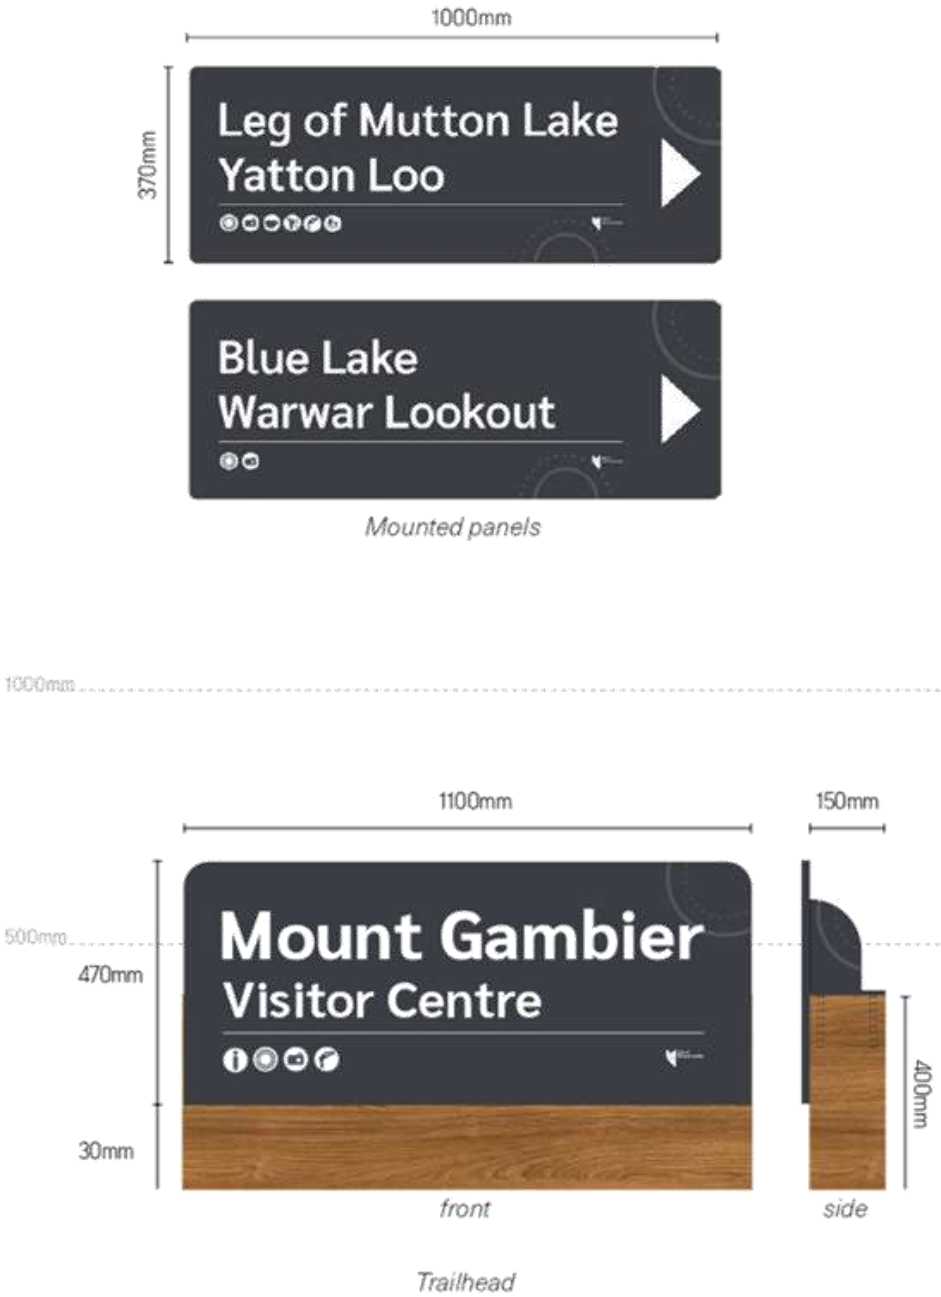 1000mm
370mm
Leg of Mutton Lake
Yatton Loo
Blue Lake
Warwar Lookout
Mounted panels
1000mm
1100mm
150mm
500mm
470mm
Mount Gambier
Visitor Centre
400mm
30mm
front
side
Trailhead